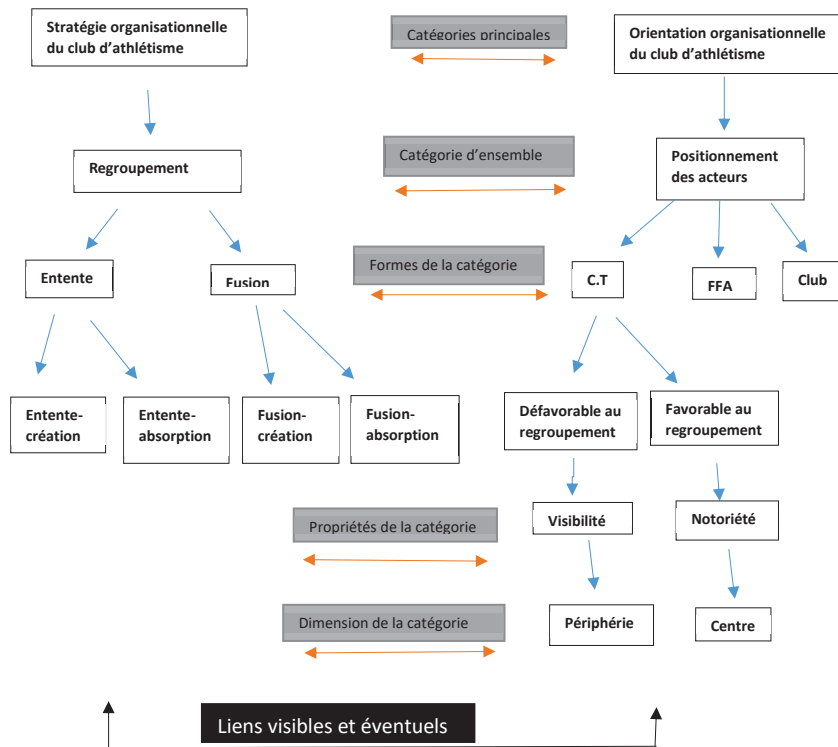 Stratégie organisationnelle
du club d'athlétisme
Catégories principales
Orientation organisationnelle
du club d'athlétisme
Regroupement
Catégorie d'ensemble
Positionnement
des acteurs
Entente
Fusion
Formes de la catégorie
C.T
FFA
Club
Entente-
création
Entente-
absorption
Fusion-
création
Fusion-
absorption
Défavorable au
regroupement
Favorable au
regroupement
Propriétés de la catégorie
Visibilité
Notoriété
Dimension de la catégorie
Périphérie
Centre
Liens visibles et éventuels